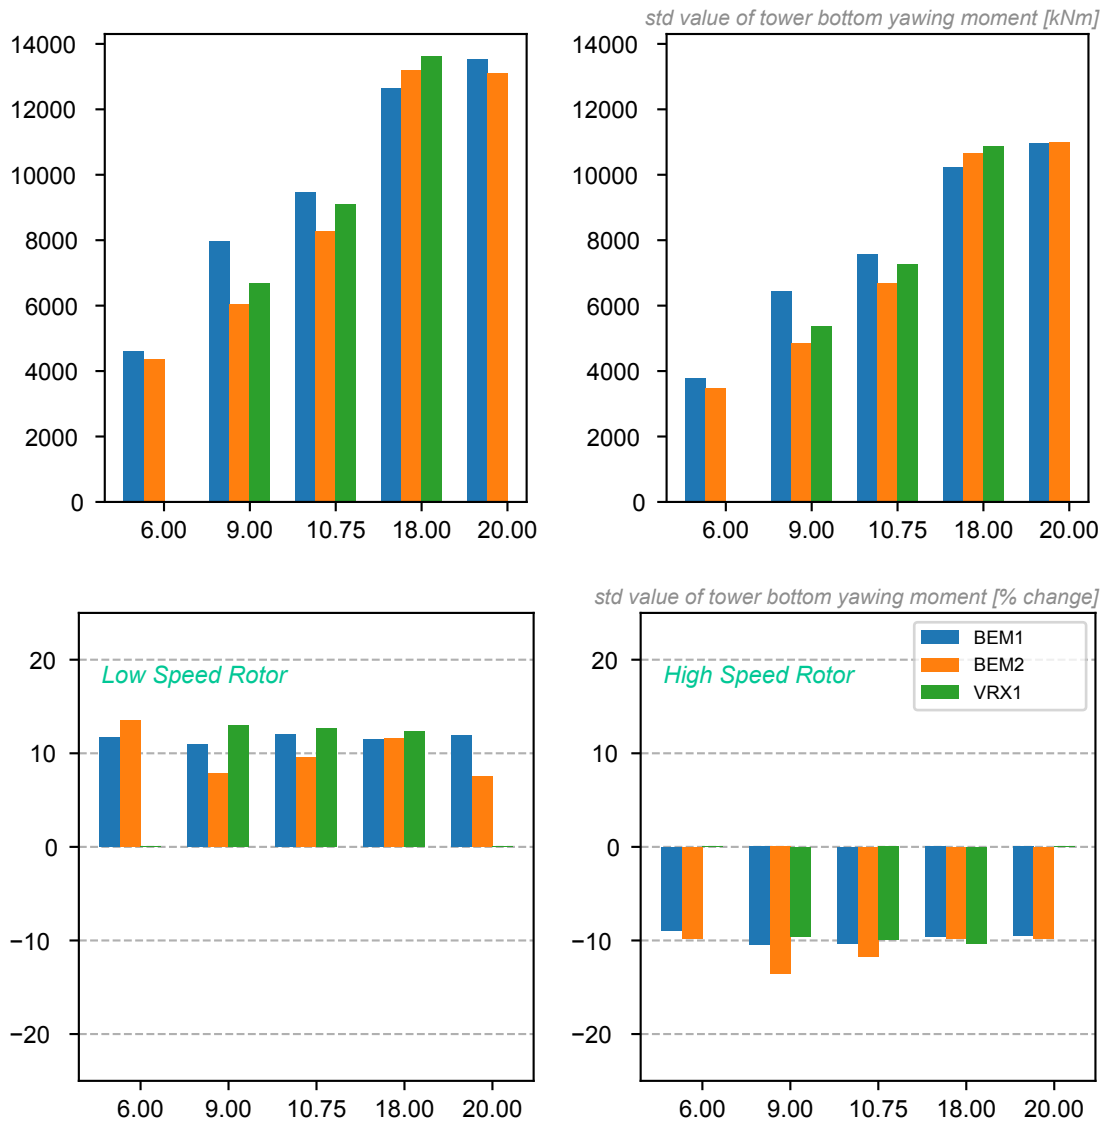 std value of tower bottom yawing moment [kNm]
14000
12000
10000
8000
6000
4000
2000
0
6.00 9.00 10.75 18.00 20.00
14000
12000
10000
8000
6000
4000
2000
0
6.00 9.00 10.75 18.00 20.00
std value of tower bottom yawing moment [% change]
Low Speed Rotor
20
10
0
−10
−20
6.00 9.00 10.75 18.00 20.00
High Speed Rotor
BEM1
BEM2
VRX1
20
10
0
−10
−20
6.00 9.00 10.75 18.00 20.00